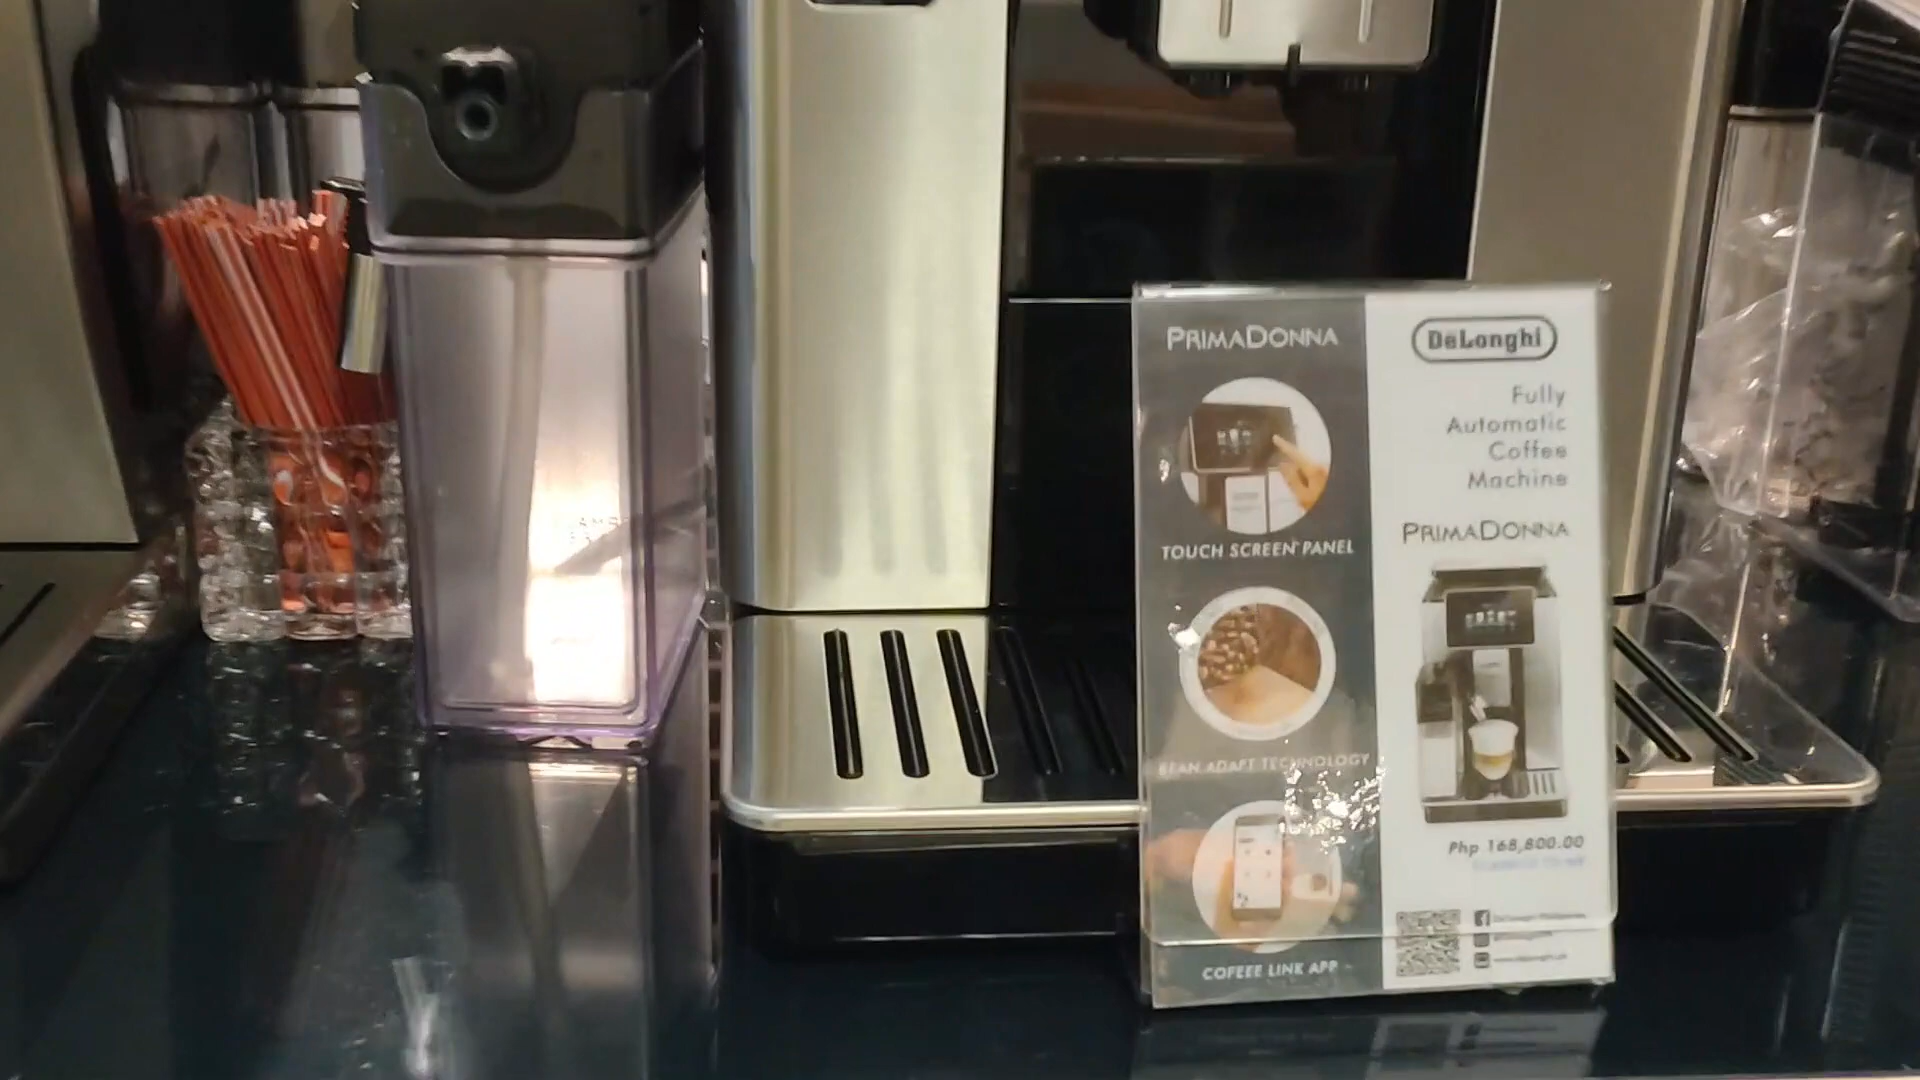 PRIMADONNA
TOUCH SCREEN PANEL
BEAN ADAPT TECHNOLOGY
COFEEE LINK APP
DeLonghi
Fully
Automatic
Coffee
Machine
PRIMADONNA
Php 168,800.00